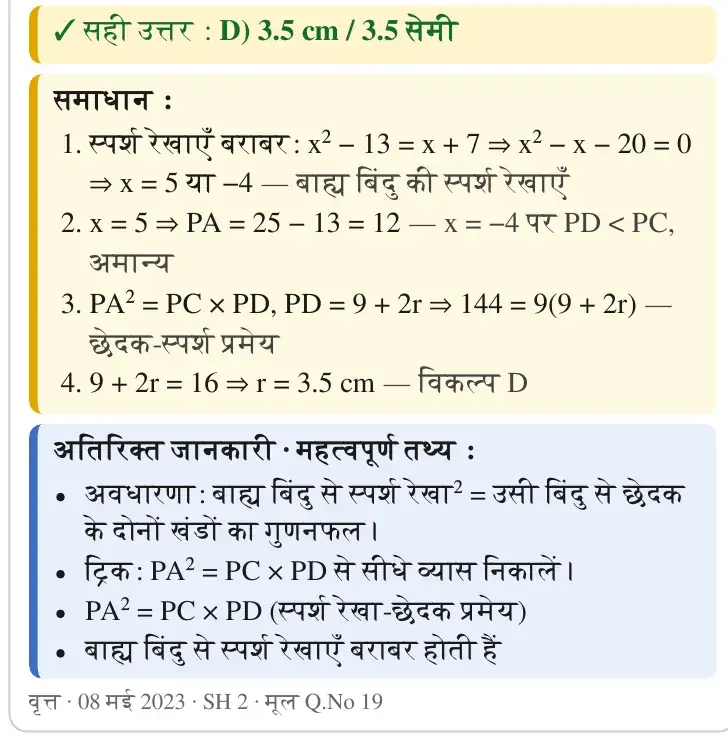 ✓ सही उत्तर : D) 3.5 cm / 3.5 सेमी
समाधान :
1. स्पर्श रेखाएँ बराबर : x² − 13 = x + 7 ⇒ x² − x − 20 = 0
⇒ x = 5 या −4 — बाह्य बिंदु की स्पर्श रेखाएँ
2. x = 5 ⇒ PA = 25 − 13 = 12 — x = −4 पर PD < PC,
अमान्य
3. PA² = PC × PD, PD = 9 + 2r ⇒ 144 = 9(9 + 2r) —
छेदक-स्पर्श प्रमेय
4. 9 + 2r = 16 ⇒ r = 3.5 cm — विकल्प D
अतिरिक्त जानकारी · महत्वपूर्ण तथ्य :
• अवधारणा : बाह्य बिंदु से स्पर्श रेखा² = उसी बिंदु से छेदक
के दोनों खंडों का गुणनफल।
• ट्रिक : PA² = PC × PD से सीधे व्यास निकालें।
• PA² = PC × PD (स्पर्श रेखा-छेदक प्रमेय)
• बाह्य बिंदु से स्पर्श रेखाएँ बराबर होती हैं
वृत्त · 08 मई 2023 · SH 2 · मूल Q.No 19